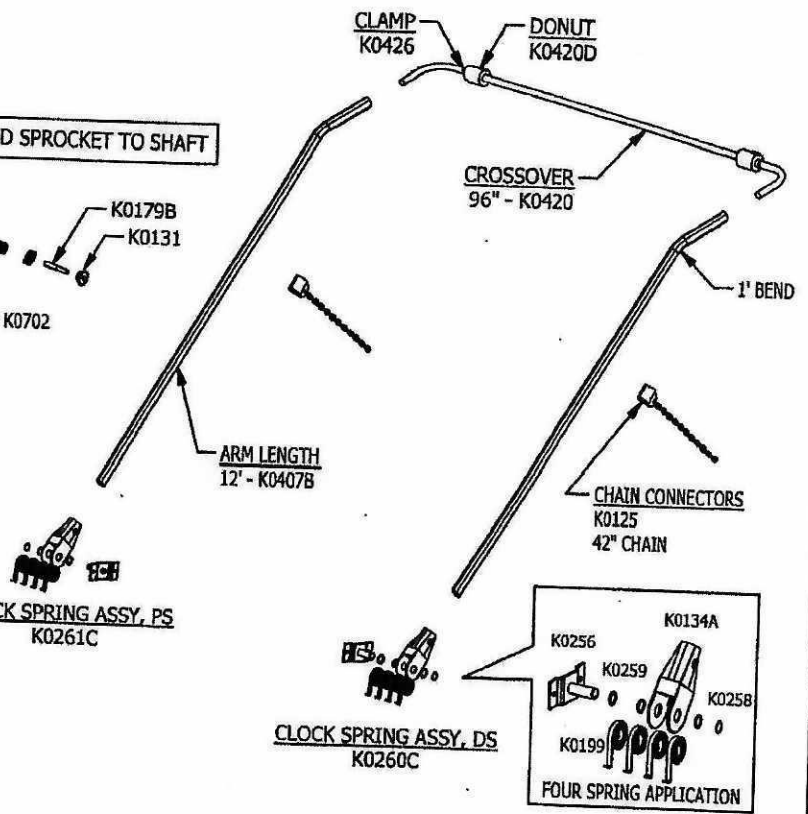 CLAMP
K0426
DONUT
K0420D
D SPROCKET TO SHAFT
CROSSOVER
96" - K0420
K0179B
K0131
K0702
1' BEND
ARM LENGTH
12' - K0407B
CHAIN CONNECTORS
K0125
42" CHAIN
CK SPRING ASSY, PS
K0261C
CLOCK SPRING ASSY, DS
K0260C
K0134A
K0256
K0259
K0258
K0199
FOUR SPRING APPLICATION